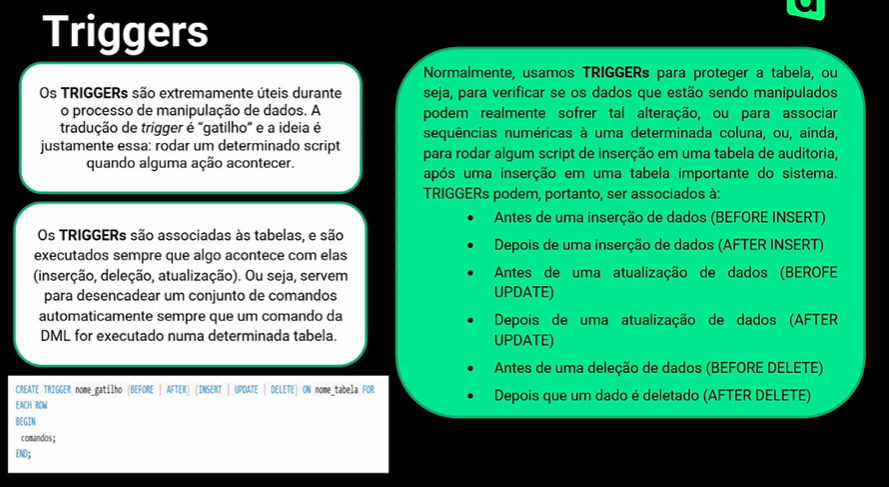 Triggers
Os TRIGGERs são extremamente úteis durante
o processo de manipulação de dados. A
tradução de trigger é “gatilho” e a ideia é
justamente essa: rodar um determinado script
quando alguma ação acontecer.
Os TRIGGERs são associadas às tabelas, e são
executados sempre que algo acontece com elas
(inserção, deleção, atualização). Ou seja, servem
para desencadear um conjunto de comandos
automaticamente sempre que um comando da
DML for executado numa determinada tabela.
CREATE TRIGGER nome_gatilho {BEFORE | AFTER} {INSERT | UPDATE | DELETE} ON nome_tabela FOR
EACH ROW
BEGIN
comandos;
END;
Normalmente, usamos TRIGGERs para proteger a tabela, ou
seja, para verificar se os dados que estão sendo manipulados
podem realmente sofrer tal alteração, ou para associar
sequências numéricas à uma determinada coluna, ou, ainda,
para rodar algum script de inserção em uma tabela de auditoria,
após uma inserção em uma tabela importante do sistema.
TRIGGERs podem, portanto, ser associados à:
• Antes de uma inserção de dados (BEFORE INSERT)
• Depois de uma inserção de dados (AFTER INSERT)
• Antes de uma atualização de dados (BEROFE
UPDATE)
• Depois de uma atualização de dados (AFTER
UPDATE)
• Antes de uma deleção de dados (BEFORE DELETE)
• Depois que um dado é deletado (AFTER DELETE)